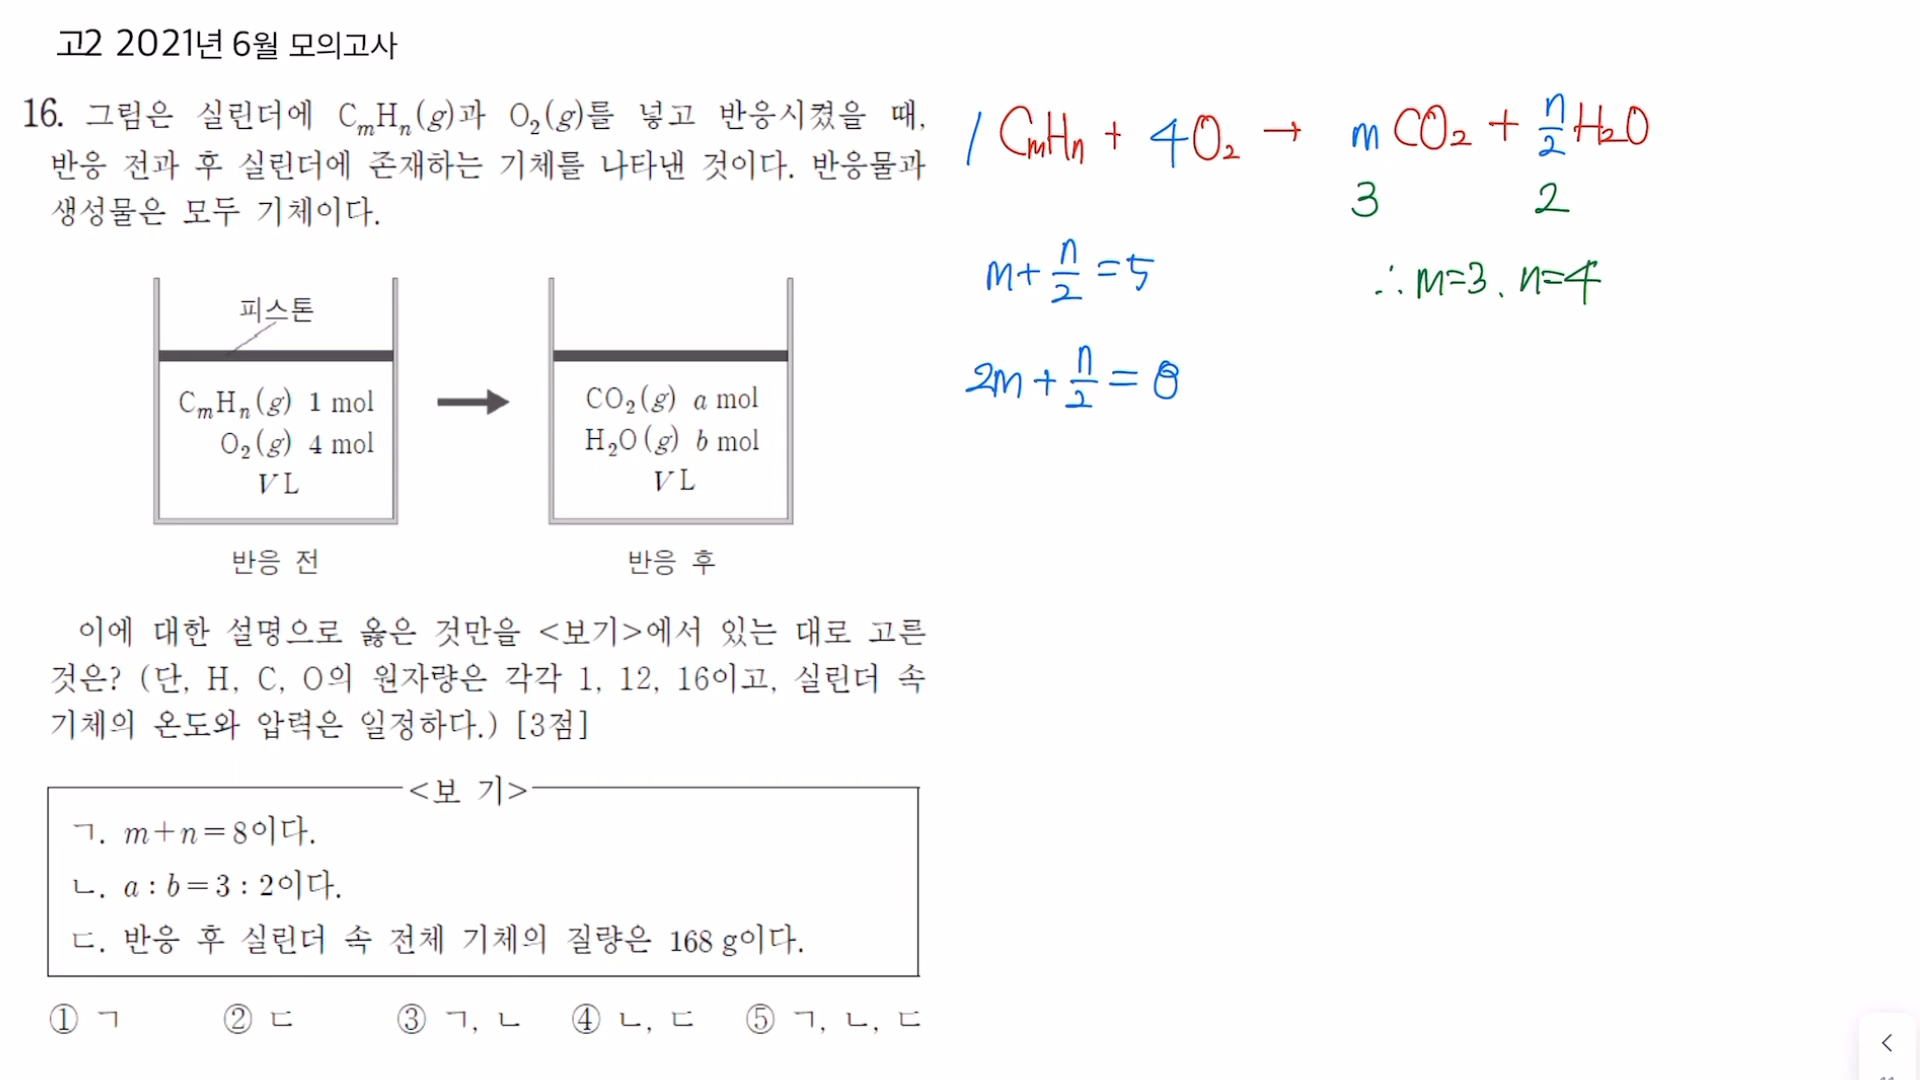 고2 2021년 6월 모의고사
16. 그림은 실린더에 CₘHₙ(g)과 O₂(g)를 넣고 반응시켰을 때,
반응 전과 후 실린더에 존재하는 기체를 나타낸 것이다. 반응물과
생성물은 모두 기체이다.
피스톤
CₘHₙ(g) 1 mol
O₂(g) 4 mol
V L
반응 전
CO₂(g) a mol
H₂O(g) b mol
V L
반응 후
이에 대한 설명으로 옳은 것만을 <보기>에서 있는 대로 고른
것은? (단, H, C, O의 원자량은 각각 1, 12, 16이고, 실린더 속
기체의 온도와 압력은 일정하다.) [3점]
<보 기>
ㄱ. m+n=8이다.
ㄴ. a : b=3 : 2이다.
ㄷ. 반응 후 실린더 속 전체 기체의 질량은 168 g이다.
① ㄱ ② ㄷ ③ ㄱ, ㄴ ④ ㄴ, ㄷ ⑤ ㄱ, ㄴ, ㄷ
1 CₘHₙ + 4O₂ → m CO₂ + n/2 H₂O
3 2
m + n/2 = 5
∴ m=3, n=4
2m + n/2 = 8